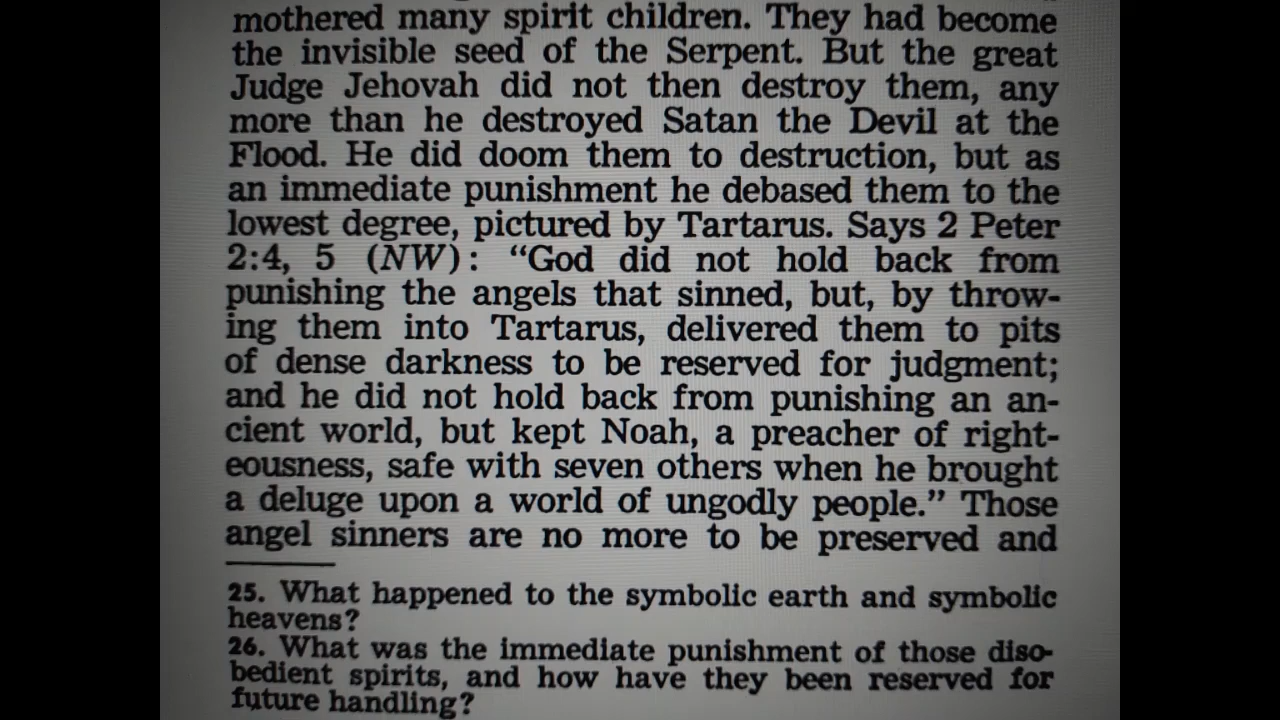 mothered many spirit children. They had become
the invisible seed of the Serpent. But the great
Judge Jehovah did not then destroy them, any
more than he destroyed Satan the Devil at the
Flood. He did doom them to destruction, but as
an immediate punishment he debased them to the
lowest degree, pictured by Tartarus. Says 2 Peter
2:4, 5 (NW): “God did not hold back from
punishing the angels that sinned, but, by throw-
ing them into Tartarus, delivered them to pits
of dense darkness to be reserved for judgment;
and he did not hold back from punishing an an-
cient world, but kept Noah, a preacher of right-
eousness, safe with seven others when he brought
a deluge upon a world of ungodly people.” Those
angel sinners are no more to be preserved and
25. What happened to the symbolic earth and symbolic
heavens?
26. What was the immediate punishment of those diso-
bedient spirits, and how have they been reserved for
future handling?